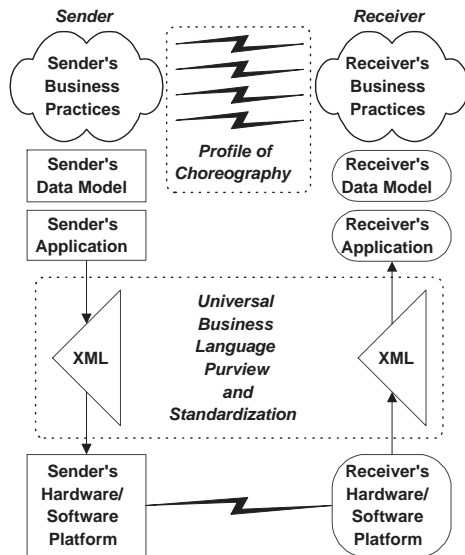 Sender
Receiver
Sender's
Business
Practices
Receiver's
Business
Practices
Profile of
Choreography
Sender's
Data Model
Receiver's
Data Model
Sender's
Application
Receiver's
Application
Universal
Business
Language
Purview
and
Standardization
XML
XML
Sender's
Hardware/
Software
Platform
Receiver's
Hardware/
Software
Platform